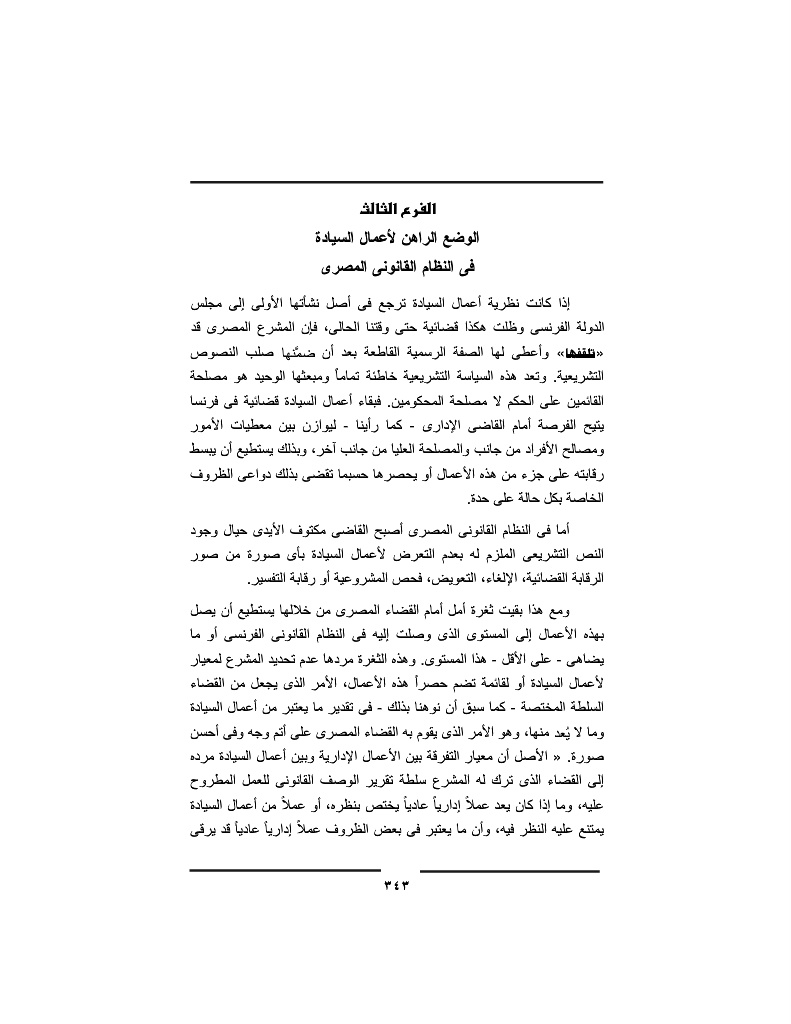 الفرع الثالث
الوضع الراهن لأعمال السيادة
فى النظام القانونى المصرى
إذا كانت نظرية أعمال السيادة ترجع فى أصل نشأتها الأولى إلى مجلس
الدولة الفرنسى وظلت هكذا قضائية حتى وقتنا الحالى، فإن المشرع المصرى قد
«تلقفها» وأعطى لها الصفة الرسمية القاطعة بعد أن ضمَّنها صلب النصوص
التشريعية. وتعد هذه السياسة التشريعية خاطئة تماماً ومبعثها الوحيد هو مصلحة
القائمين على الحكم لا مصلحة المحكومين. فبقاء أعمال السيادة قضائية فى فرنسا
يتيح الفرصة أمام القاضى الإدارى - كما رأينا - ليوازن بين معطيات الأمور
ومصالح الأفراد من جانب والمصلحة العليا من جانب آخر، وبذلك يستطيع أن يبسط
رقابته على جزء من هذه الأعمال أو يحصرها حسبما تقضى بذلك دواعى الظروف
الخاصة بكل حالة على حدة.
أما فى النظام القانونى المصرى أصبح القاضى مكتوف الأيدى حيال وجود
النص التشريعى الملزم له بعدم التعرض لأعمال السيادة بأى صورة من صور
الرقابة القضائية، الإلغاء، التعويض، فحص المشروعية أو رقابة التفسير.
ومع هذا بقيت ثغرة أمل أمام القضاء المصرى من خلالها يستطيع أن يصل
بهذه الأعمال إلى المستوى الذى وصلت إليه فى النظام القانونى الفرنسى أو ما
يضاهى - على الأقل - هذا المستوى. وهذه الثغرة مردها عدم تحديد المشرع لمعيار
لأعمال السيادة أو لقائمة تضم حصراً هذه الأعمال، الأمر الذى يجعل من القضاء
السلطة المختصة - كما سبق أن نوهنا بذلك - فى تقدير ما يعتبر من أعمال السيادة
وما لا يُعد منها، وهو الأمر الذى يقوم به القضاء المصرى على أتم وجه وفى أحسن
صورة. « الأصل أن معيار التفرقة بين الأعمال الإدارية وبين أعمال السيادة مرده
إلى القضاء الذى ترك له المشرع سلطة تقرير الوصف القانونى للعمل المطروح
عليه، وما إذا كان يعد عملاً إدارياً عادياً يختص بنظره، أو عملاً من أعمال السيادة
يمتنع عليه النظر فيه، وأن ما يعتبر فى بعض الظروف عملاً إدارياً عادياً قد يرقى
٣٤٣